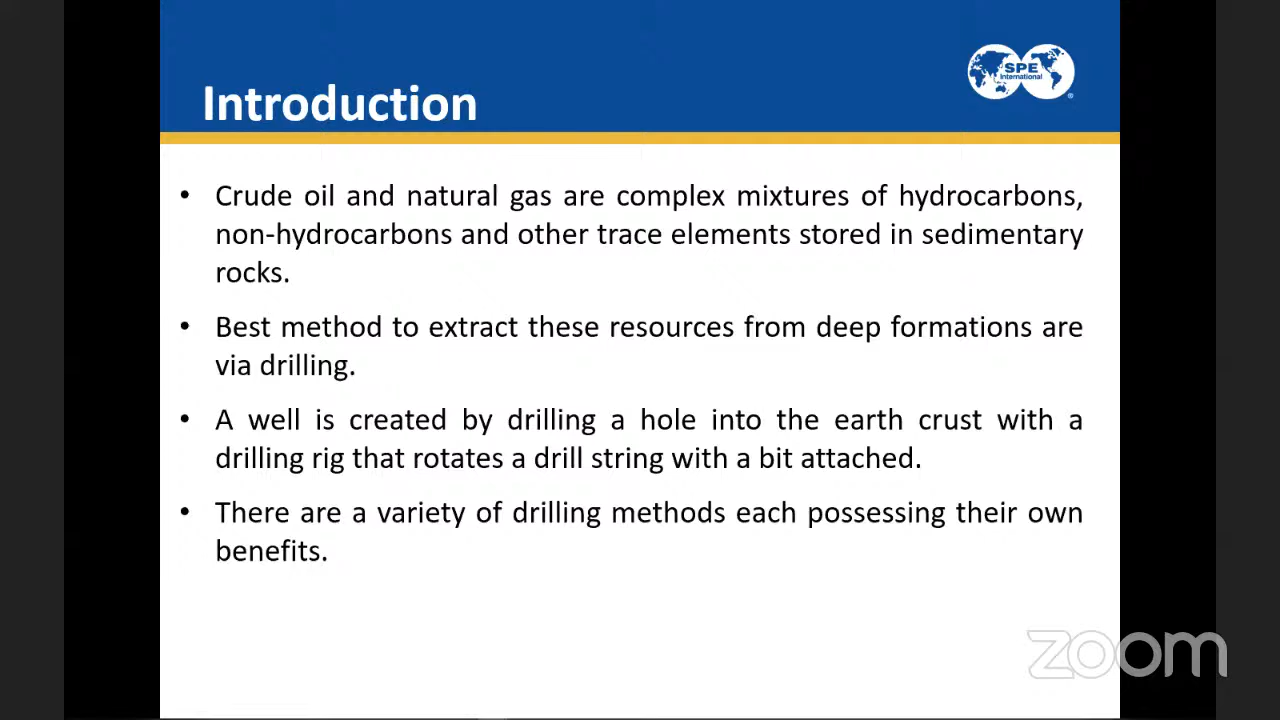 SPE
International
Introduction
• Crude oil and natural gas are complex mixtures of hydrocarbons,
non-hydrocarbons and other trace elements stored in sedimentary
rocks.
• Best method to extract these resources from deep formations are
via drilling.
• A well is created by drilling a hole into the earth crust with a
drilling rig that rotates a drill string with a bit attached.
• There are a variety of drilling methods each possessing their own
benefits.
zoom